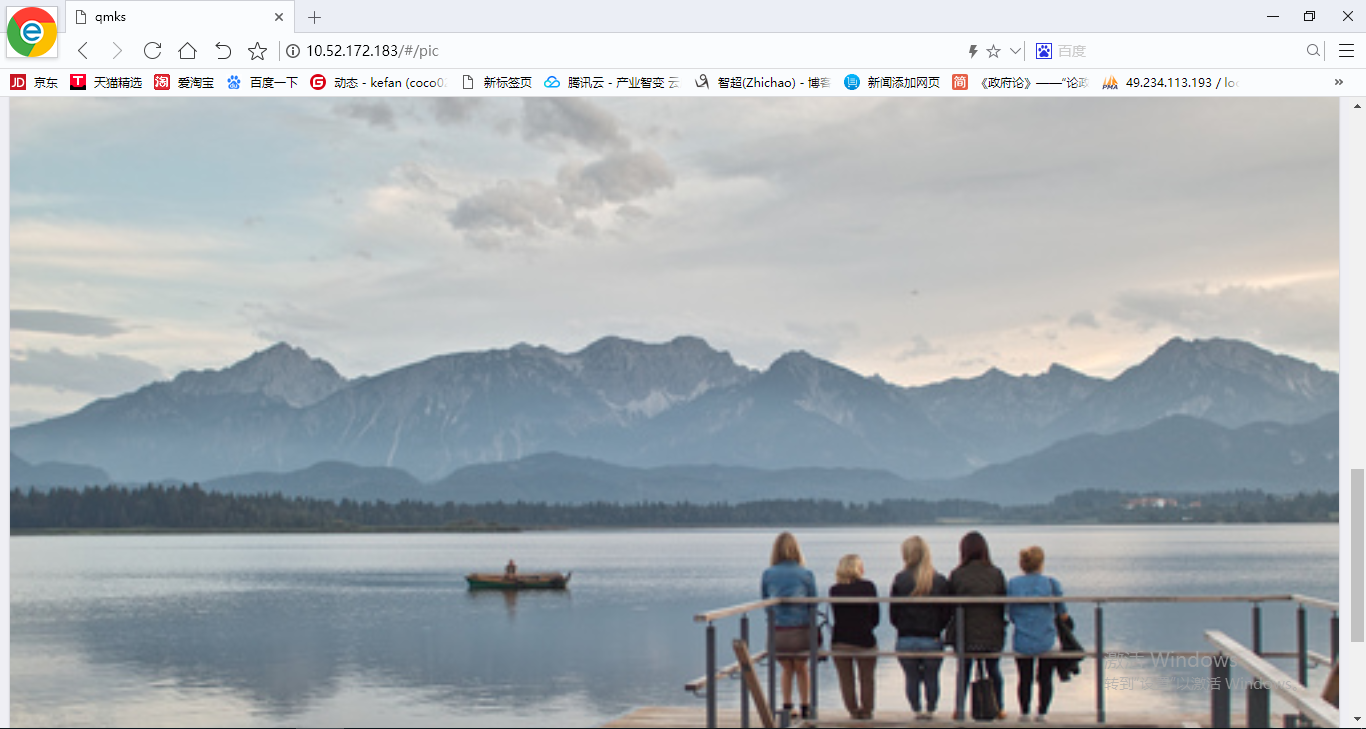 qmks
10.52.172.183/#/pic
百度
JD 京东 T 天猫精选 淘 爱淘宝 百度一下 G 动态 - kefan (coco0 新标签页 腾讯云 - 产业智变 云 智超(Zhichao) - 博客 新闻添加网页 简 《政府论》——“论政 49.234.113.193 / loc »
激活 Windows
转到"设置"以激活 Windows。